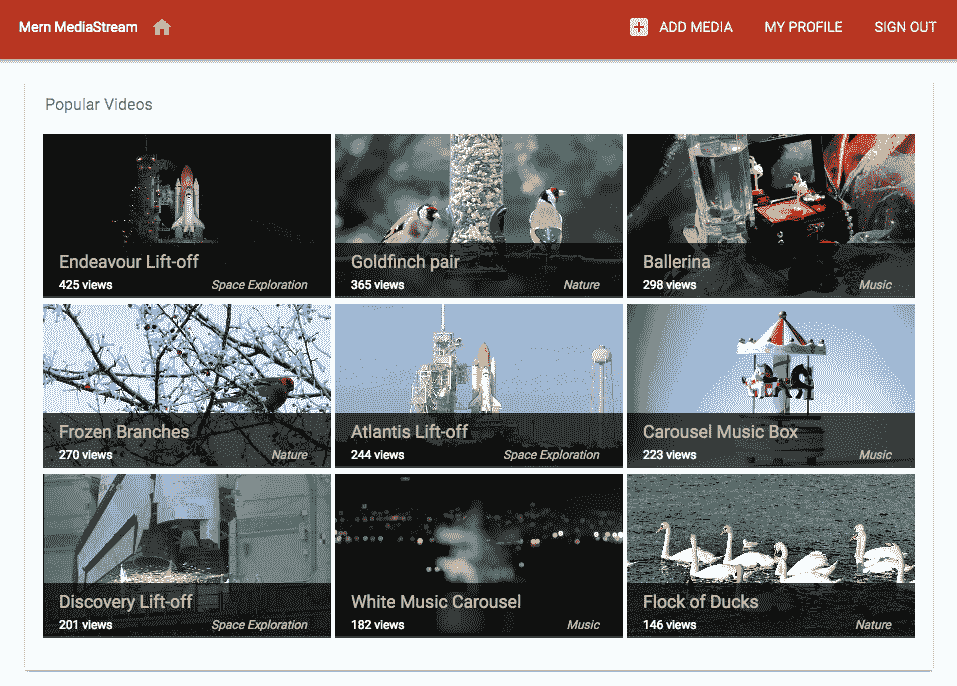 Mern MediaStream ADD MEDIA MY PROFILE SIGN OUT
Popular Videos
Endeavour Lift-off
425 views Space Exploration
Goldfinch pair
365 views Nature
Ballerina
298 views Music
Frozen Branches
270 views Nature
Atlantis Lift-off
244 views Space Exploration
Carousel Music Box
223 views Music
Discovery Lift-off
201 views Space Exploration
White Music Carousel
182 views Music
Flock of Ducks
146 views Nature